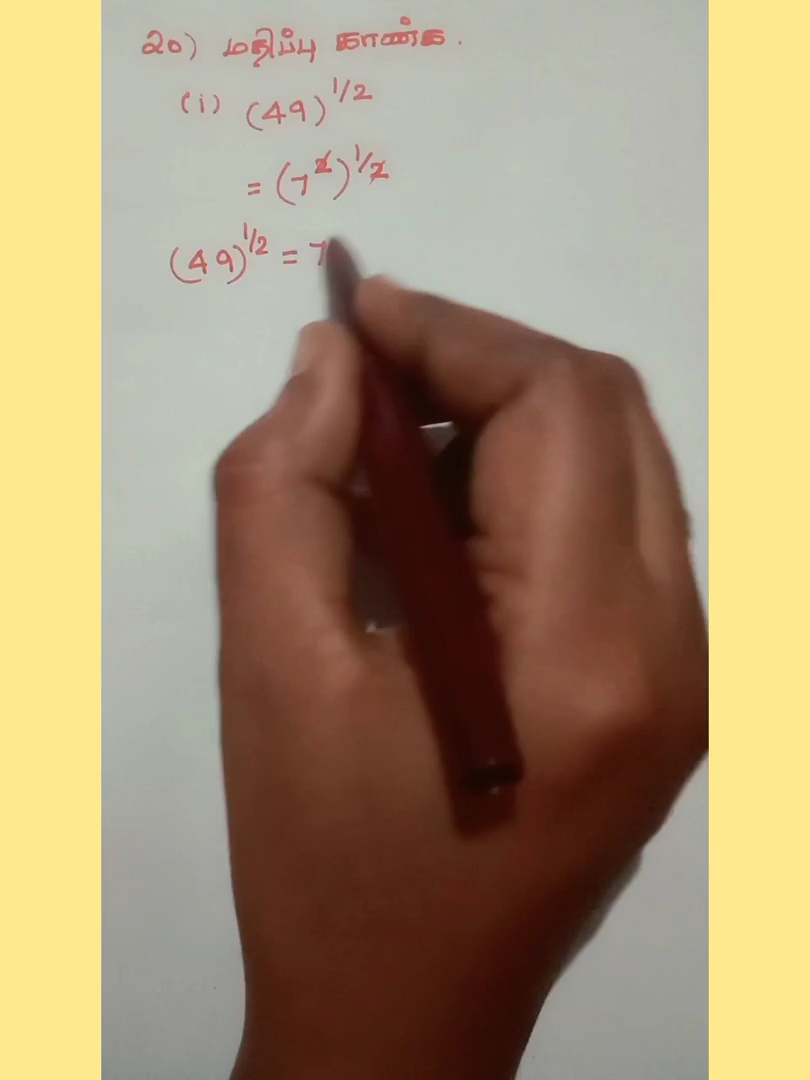 20) மதிப்பு காண்க.
(i) (49)^1/2
= (7^2)^1/2
(49)^1/2 = 7